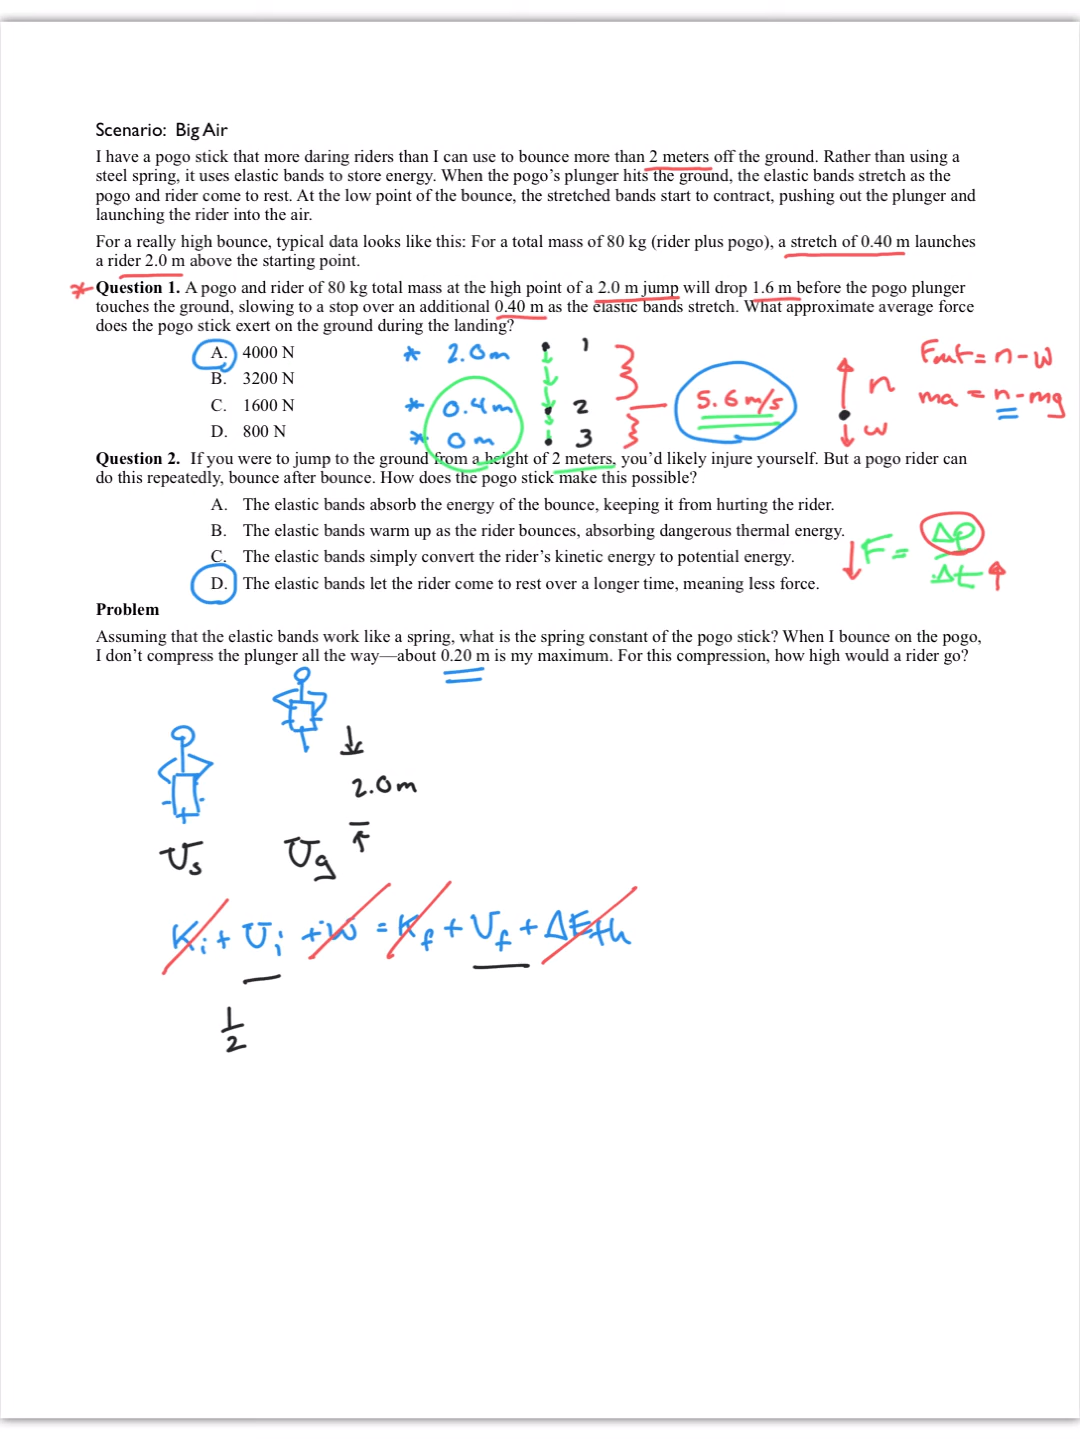 Scenario: Big Air
I have a pogo stick that more daring riders than I can use to bounce more than 2 meters off the ground. Rather than using a
steel spring, it uses elastic bands to store energy. When the pogo's plunger hits the ground, the elastic bands stretch as the
pogo and rider come to rest. At the low point of the bounce, the stretched bands start to contract, pushing out the plunger and
launching the rider into the air.
For a really high bounce, typical data looks like this: For a total mass of 80 kg (rider plus pogo), a stretch of 0.40 m launches
a rider 2.0 m above the starting point.
* Question 1. A pogo and rider of 80 kg total mass at the high point of a 2.0 m jump will drop 1.6 m before the pogo plunger
touches the ground, slowing to a stop over an additional 0.40 m as the elastic bands stretch. What approximate average force
does the pogo stick exert on the ground during the landing?
A. 4000 N
B. 3200 N
C. 1600 N
D. 800 N
* 2.0m 1
* 0.4m 2
* 0m 3
5.6 m/s
n
w
Fnet = n - w
ma = n - mg
Question 2. If you were to jump to the ground from a height of 2 meters, you'd likely injure yourself. But a pogo rider can
do this repeatedly, bounce after bounce. How does the pogo stick make this possible?
A. The elastic bands absorb the energy of the bounce, keeping it from hurting the rider.
B. The elastic bands warm up as the rider bounces, absorbing dangerous thermal energy.
C. The elastic bands simply convert the rider's kinetic energy to potential energy.
D. The elastic bands let the rider come to rest over a longer time, meaning less force.
↓F = Δp
Δt ↑
Problem
Assuming that the elastic bands work like a spring, what is the spring constant of the pogo stick? When I bounce on the pogo,
I don't compress the plunger all the way—about 0.20 m is my maximum. For this compression, how high would a rider go?
2.0m
Us Ug
Ki + Ui + W = Kf + Uf + ΔEth
1
2